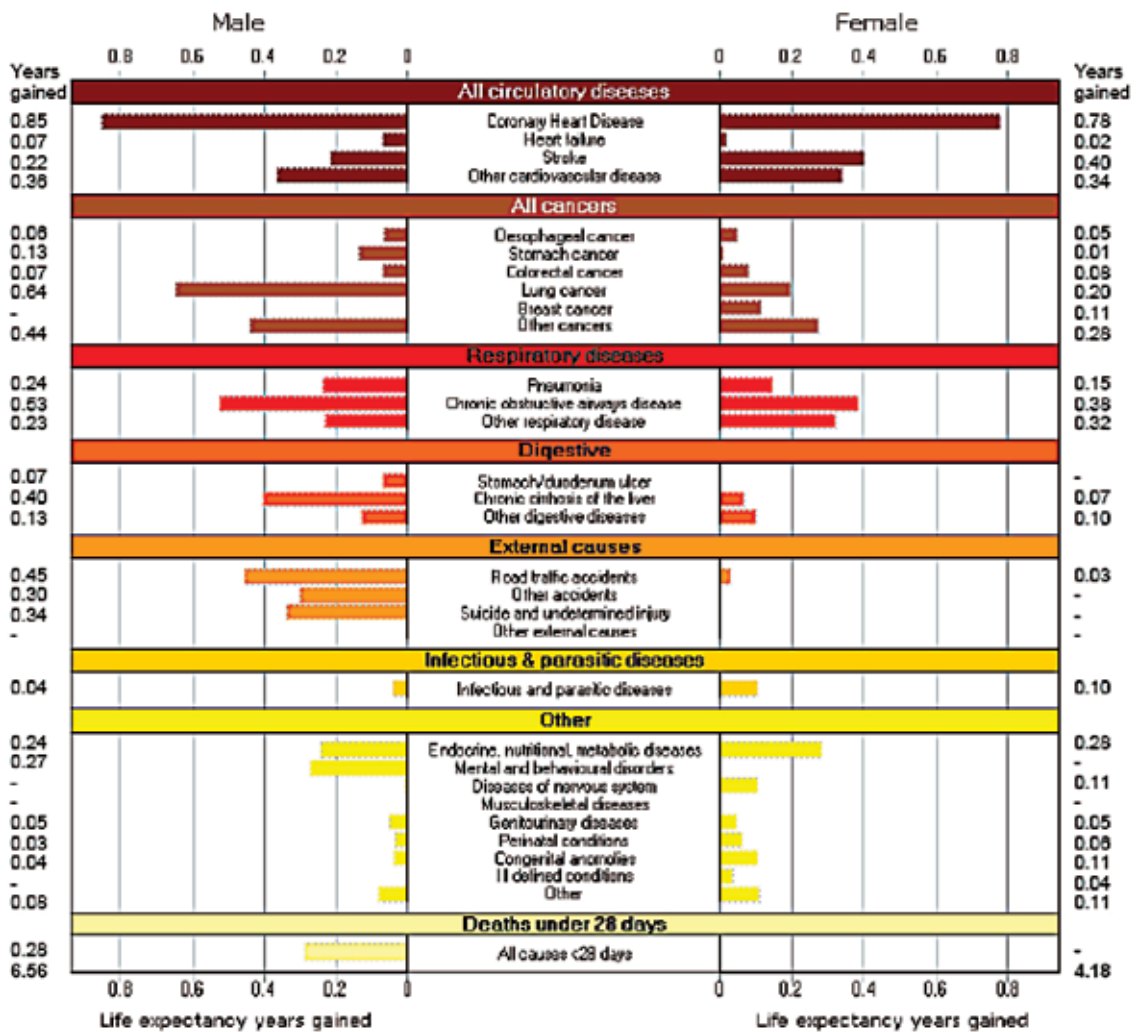 Male Female
0.8 0.6 0.4 0.2 0 0 0.2 0.4 0.6 0.8
Years gained Years gained
All circulatory diseases
0.85 Coronary Heart Disease 0.78
0.07 Heart failure 0.02
0.22 Stroke 0.40
0.36 Other cardiovascular disease 0.34
All cancers
0.06 Oesophageal cancer 0.05
0.13 Stomach cancer 0.01
0.07 Colorectal cancer 0.08
0.64 Lung cancer 0.20
- Breast cancer 0.11
0.44 Other cancers 0.28
Respiratory diseases
0.24 Pneumonia 0.15
0.53 Chronic obstructive airways disease 0.38
0.23 Other respiratory disease 0.32
Digestive
0.07 Stomach/duodenum ulcer -
0.40 Chronic cirrhosis of the liver 0.07
0.13 Other digestive diseases 0.10
External causes
0.45 Road traffic accidents 0.03
0.30 Other accidents -
0.34 Suicide and undetermined injury -
- Other external causes -
Infectious & parasitic diseases
0.04 Infectious and parasitic diseases 0.10
Other
0.24 Endocrine, nutritional, metabolic diseases 0.28
0.27 Mental and behavioural disorders -
- Diseases of nervous system 0.11
- Musculoskeletal diseases -
0.05 Genitourinary diseases 0.05
0.03 Perinatal conditions 0.06
0.04 Congenital anomalies 0.11
- Ill defined conditions 0.04
0.08 Other 0.11
Deaths under 28 days
0.28 All causes <28 days -
6.56 4.18
0.8 0.6 0.4 0.2 0 0 0.2 0.4 0.6 0.8
Life expectancy years gained Life expectancy years gained